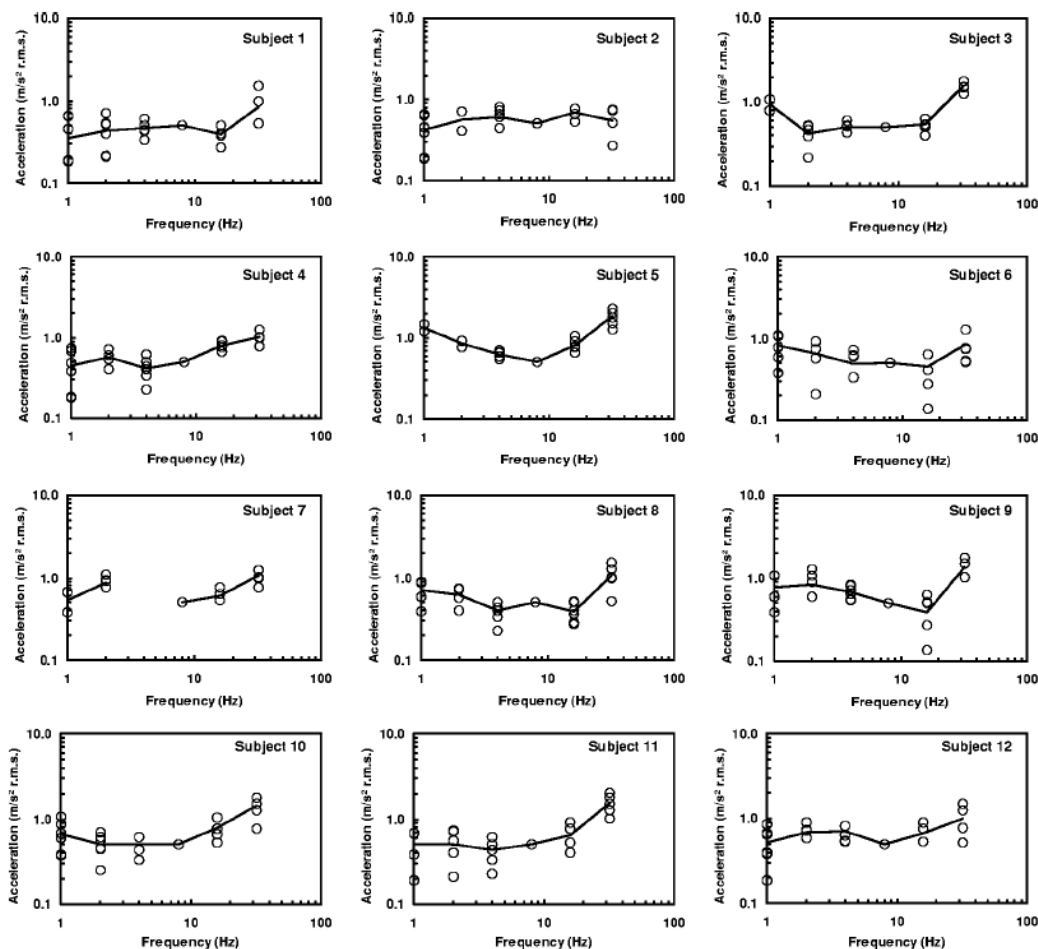 10.0
Subject 1
1.0
0.1
1 10 100
Acceleration (m/s² r.m.s.)
Frequency (Hz)
10.0
Subject 2
1.0
0.1
1 10 100
Acceleration (m/s² r.m.s.)
Frequency (Hz)
10.0
Subject 3
1.0
0.1
1 10 100
Acceleration (m/s² r.m.s.)
Frequency (Hz)
10.0
Subject 4
1.0
0.1
1 10 100
Acceleration (m/s² r.m.s.)
Frequency (Hz)
10.0
Subject 5
1.0
0.1
1 10 100
Acceleration (m/s² r.m.s.)
Frequency (Hz)
10.0
Subject 6
1.0
0.1
1 10 100
Acceleration (m/s² r.m.s.)
Frequency (Hz)
10.0
Subject 7
1.0
0.1
1 10 100
Acceleration (m/s² r.m.s.)
Frequency (Hz)
10.0
Subject 8
1.0
0.1
1 10 100
Acceleration (m/s² r.m.s.)
Frequency (Hz)
10.0
Subject 9
1.0
0.1
1 10 100
Acceleration (m/s² r.m.s.)
Frequency (Hz)
10.0
Subject 10
1.0
0.1
1 10 100
Acceleration (m/s² r.m.s.)
Frequency (Hz)
10.0
Subject 11
1.0
0.1
1 10 100
Acceleration (m/s² r.m.s.)
Frequency (Hz)
10.0
Subject 12
1.0
0.1
1 10 100
Acceleration (m/s² r.m.s.)
Frequency (Hz)